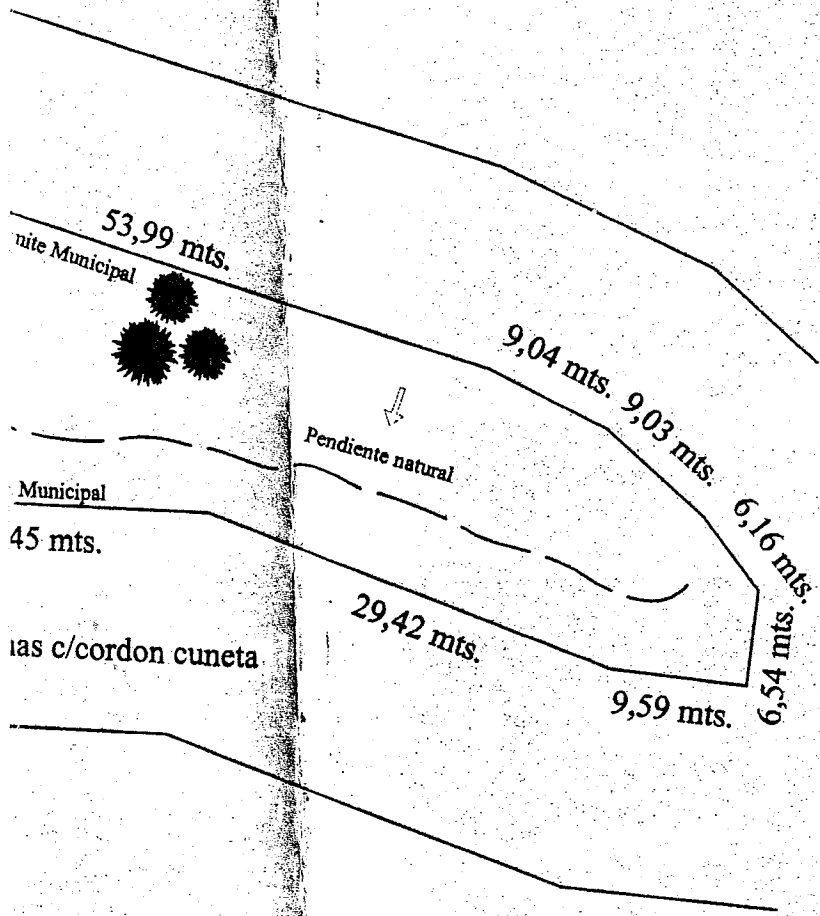 53,99 mts.
nite Municipal
9,04 mts.
9,03 mts.
6,16 mts.
6,54 mts.
Pendiente natural
Municipal
45 mts.
29,42 mts.
9,59 mts.
nas c/cordon cuneta